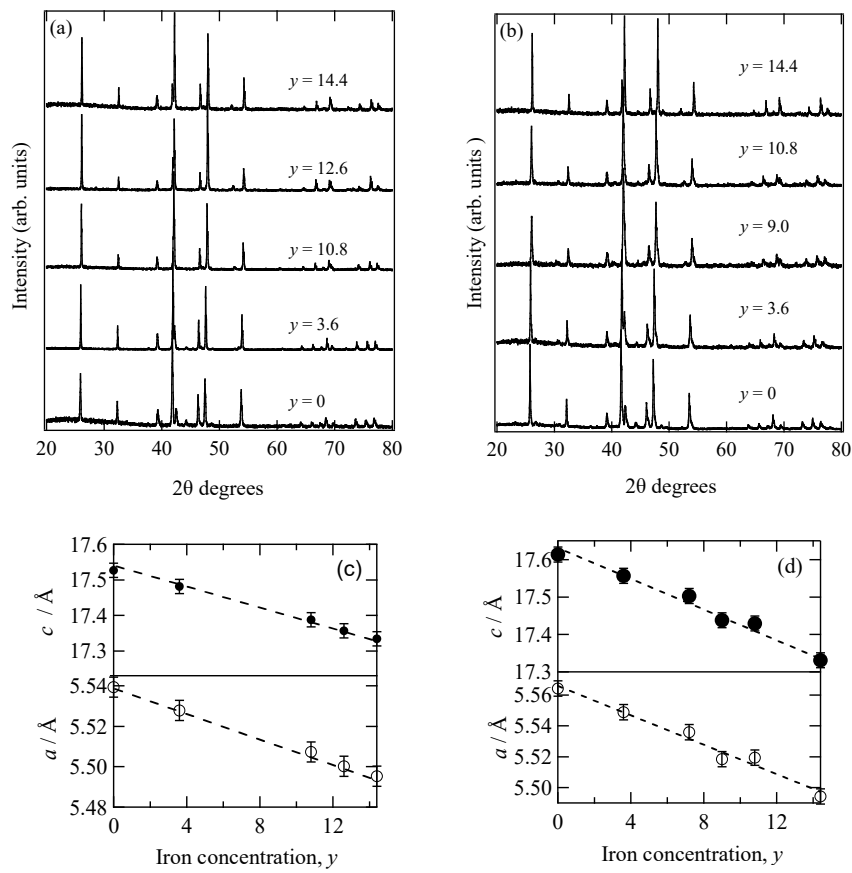 (a)
y = 14.4
y = 12.6
y = 10.8
y = 3.6
y = 0
Intensity (arb. units)
20 30 40 50 60 70 80
2θ degrees
(b)
y = 14.4
y = 10.8
y = 9.0
y = 3.6
y = 0
Intensity (arb. units )
20 30 40 50 60 70 80
2θ degrees
(c)
17.6
17.5
17.4
17.3
c / Å
5.54
5.52
5.50
5.48
a / Å
0 4 8 12
Iron concentration, y
(d)
17.6
17.5
17.4
17.3
c / Å
5.56
5.54
5.52
5.50
a / Å
0 4 8 12
Iron concentration, y